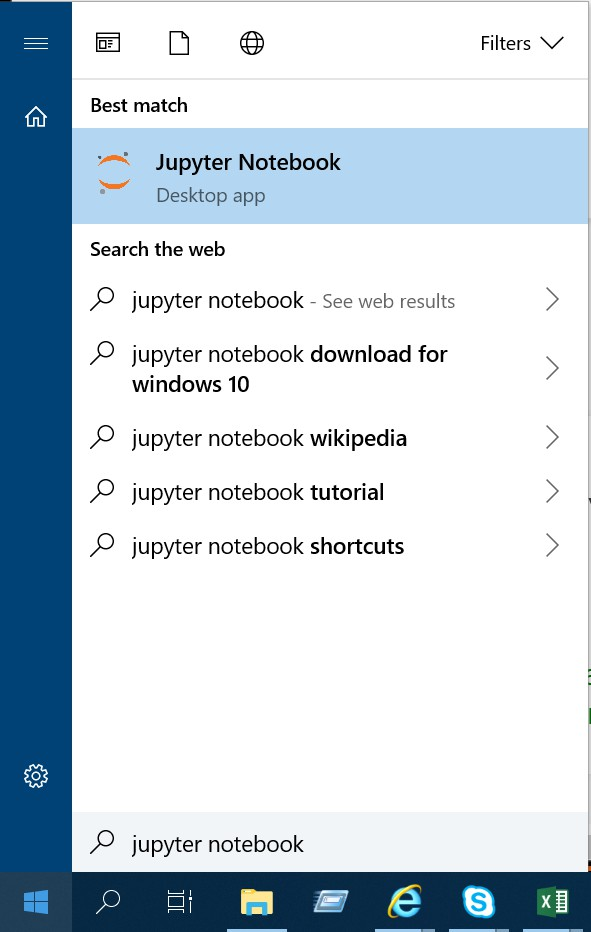 Filters
Best match
Jupyter Notebook
Desktop app
Search the web
jupyter notebook - See web results
jupyter notebook download for
windows 10
jupyter notebook wikipedia
jupyter notebook tutorial
jupyter notebook shortcuts
jupyter notebook